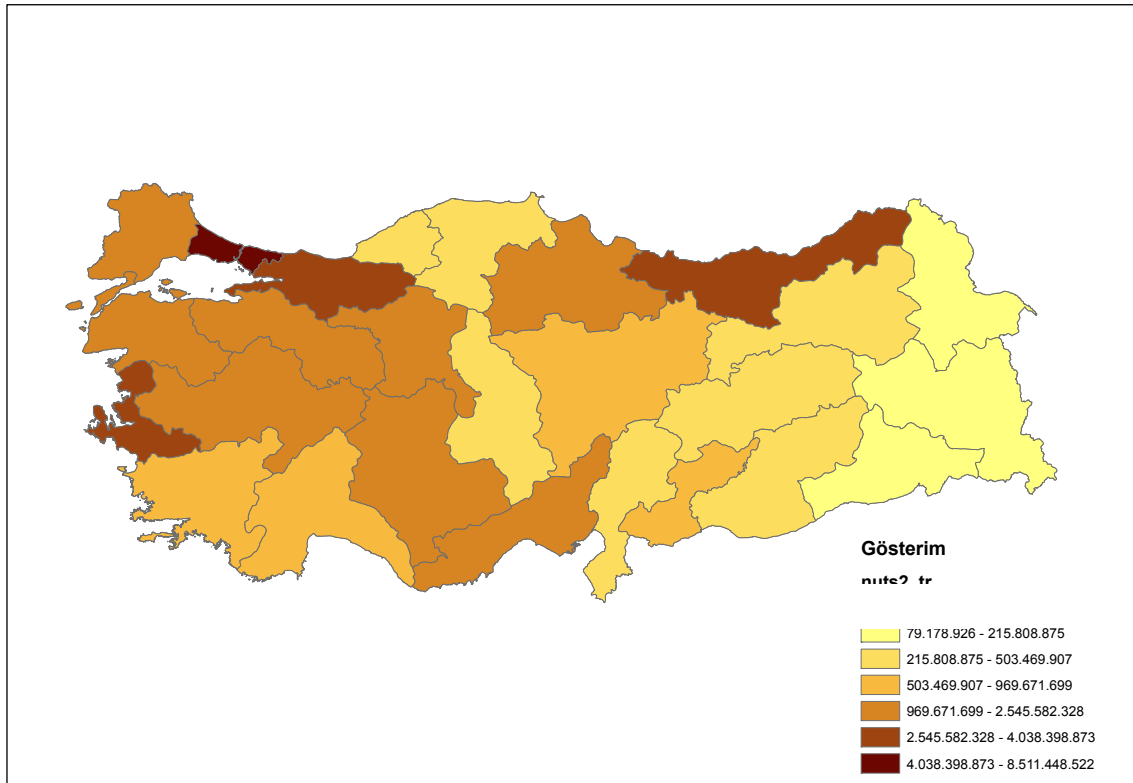 Gösterim
nuts2_tr
79.178.926 - 215.808.875
215.808.875 - 503.469.907
503.469.907 - 969.671.699
969.671.699 - 2.545.582.328
2.545.582.328 - 4.038.398.873
4.038.398.873 - 8.511.448.522